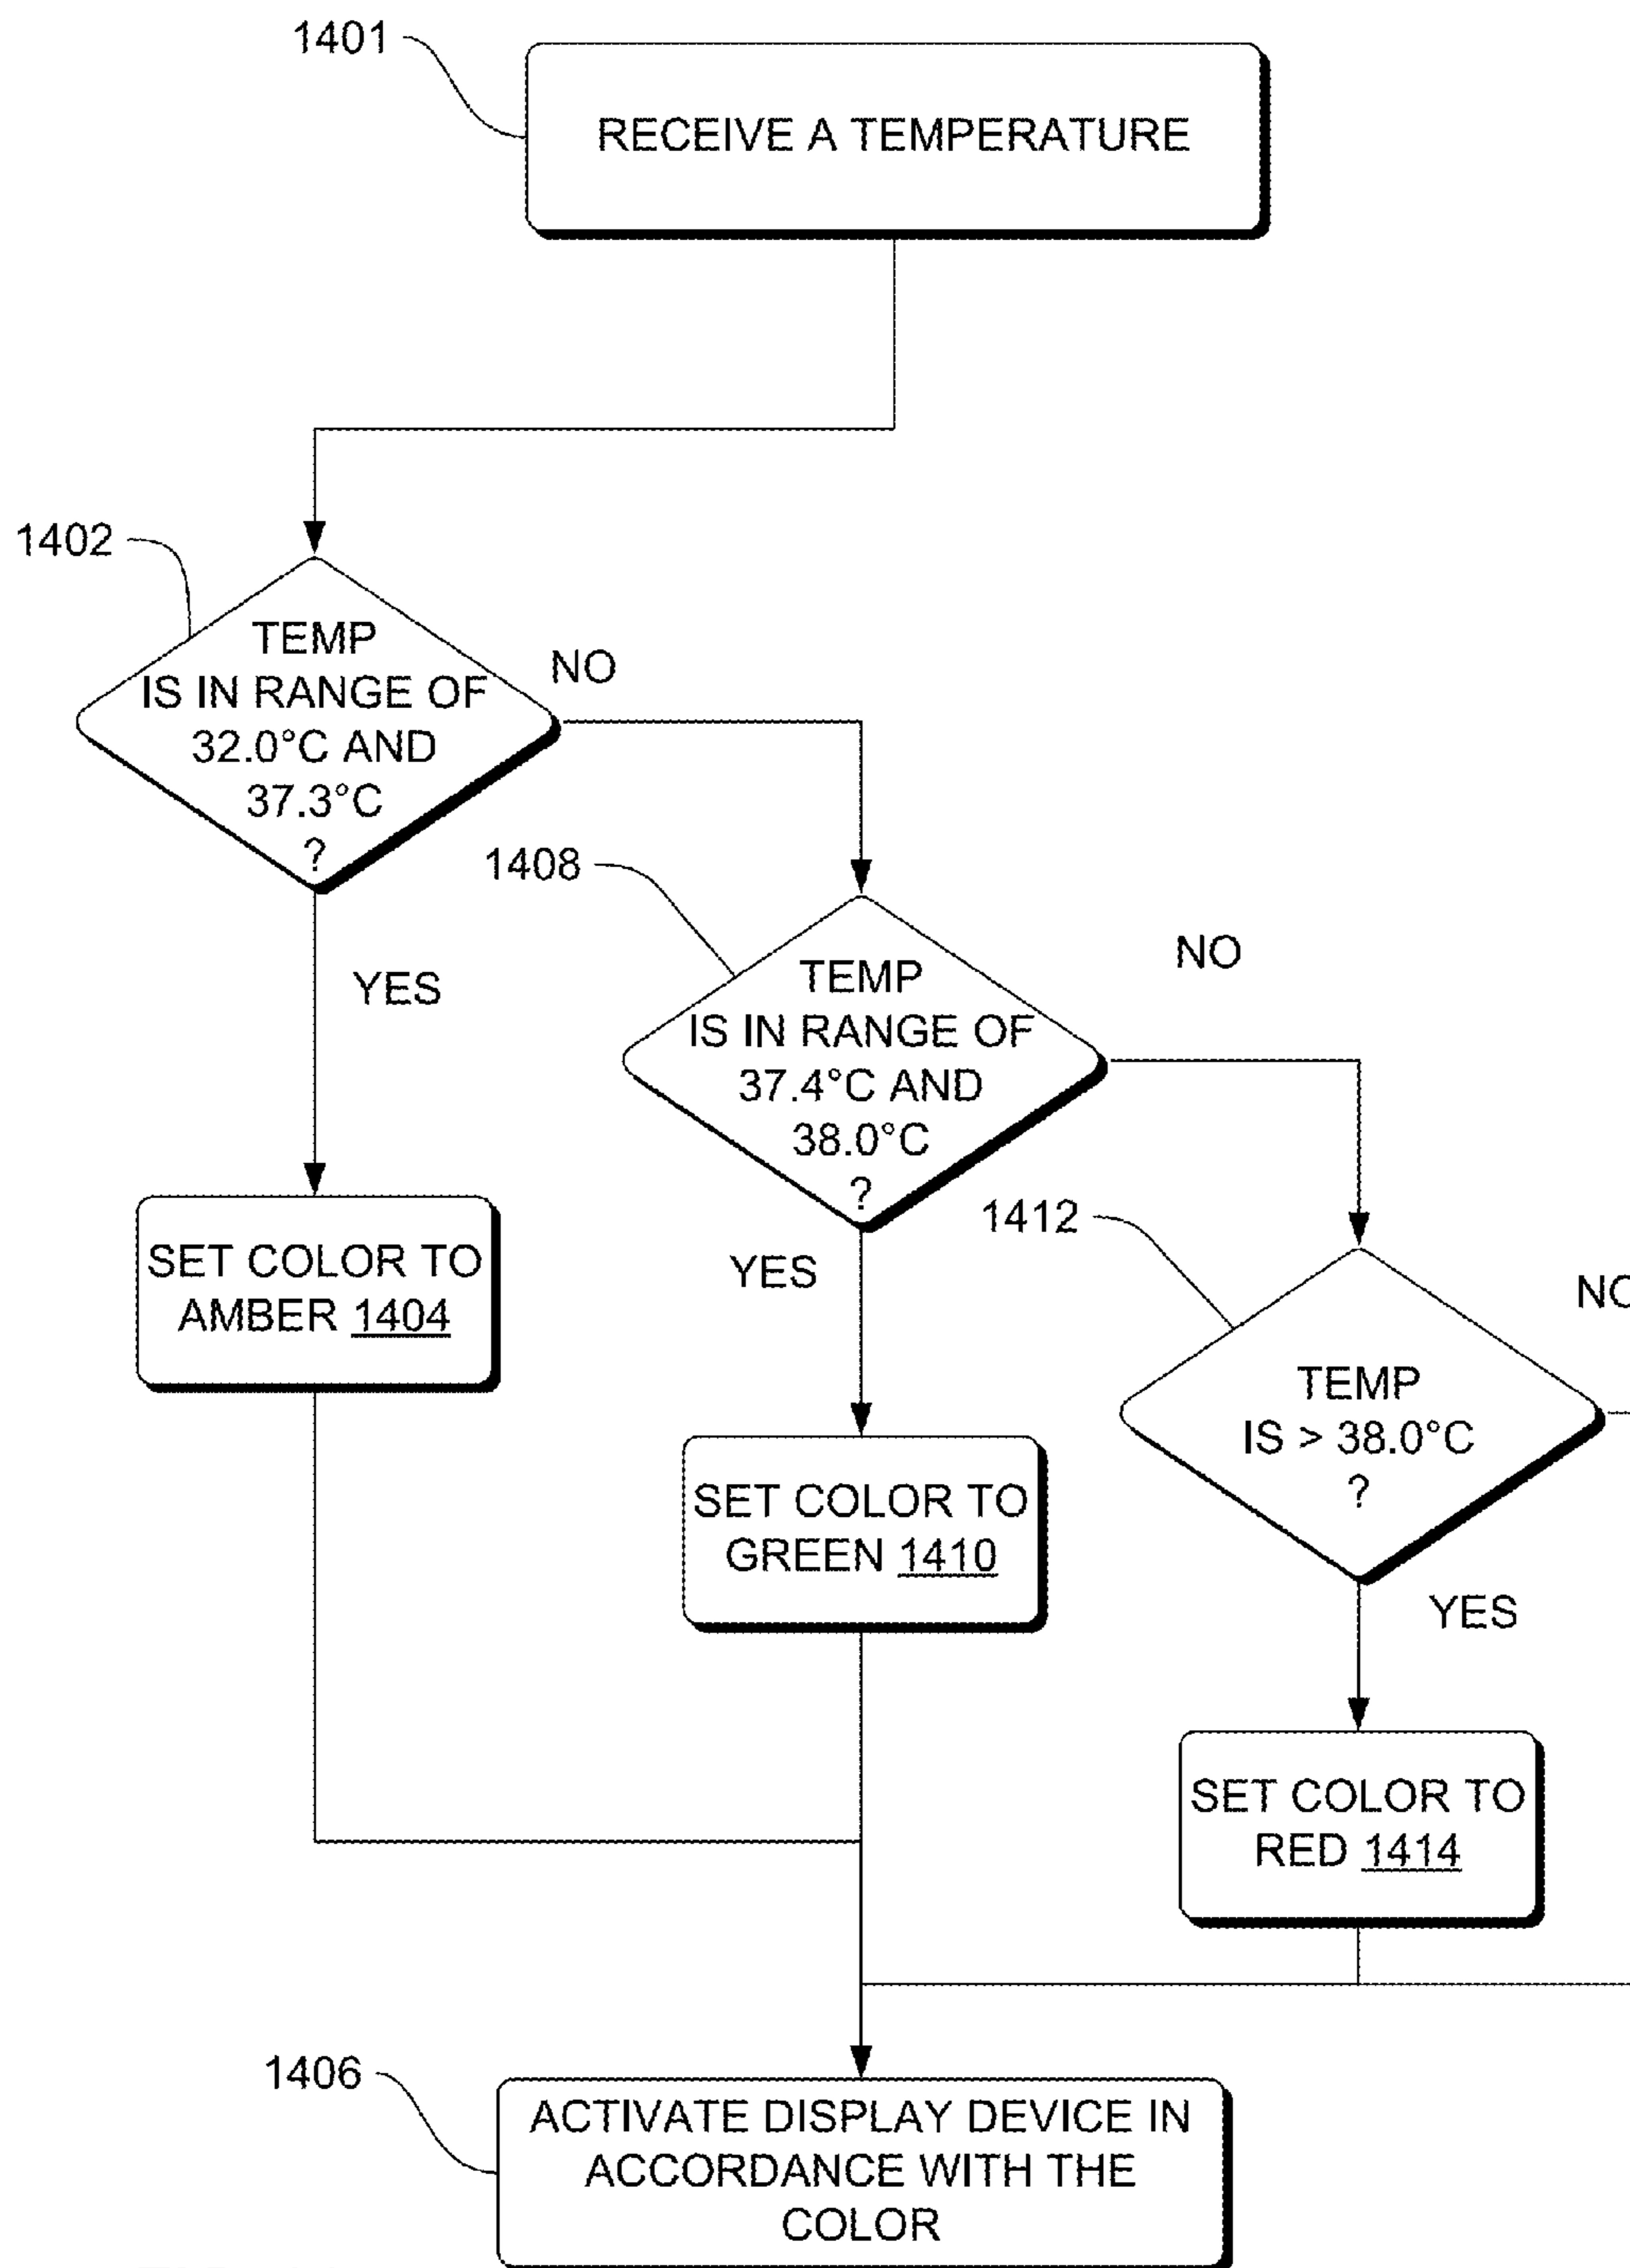 1401
RECEIVE A TEMPERATURE
1402
TEMP
IS IN RANGE OF
32.0°C AND
37.3°C
?
NO
YES
1408
TEMP
IS IN RANGE OF
37.4°C AND
38.0°C
?
NO
YES
SET COLOR TO
AMBER 1404
1412
TEMP
IS > 38.0°C
?
NO
YES
SET COLOR TO
GREEN 1410
SET COLOR TO
RED 1414
1406
ACTIVATE DISPLAY DEVICE IN
ACCORDANCE WITH THE
COLOR